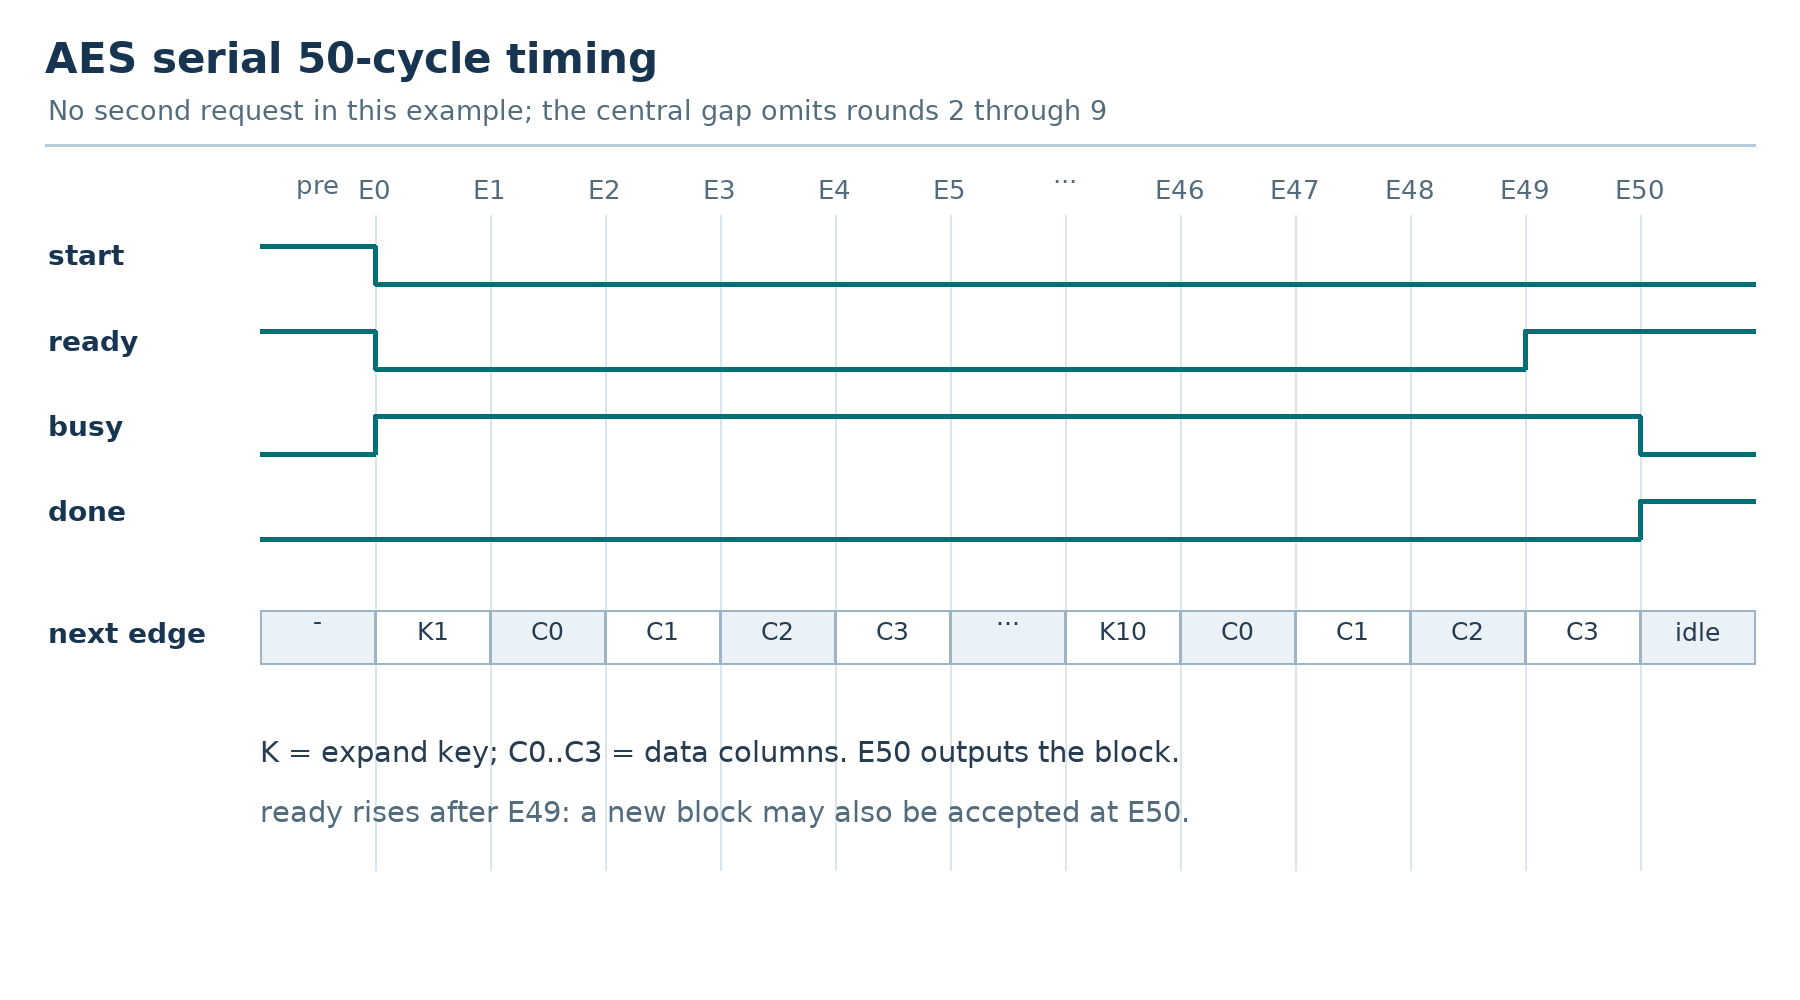 AES serial 50-cycle timing
No second request in this example; the central gap omits rounds 2 through 9
pre E0 E1 E2 E3 E4 E5 ... E46 E47 E48 E49 E50
start
ready
busy
done
next edge - K1 C0 C1 C2 C3 ... K10 C0 C1 C2 C3 idle
K = expand key; C0..C3 = data columns. E50 outputs the block.
ready rises after E49: a new block may also be accepted at E50.